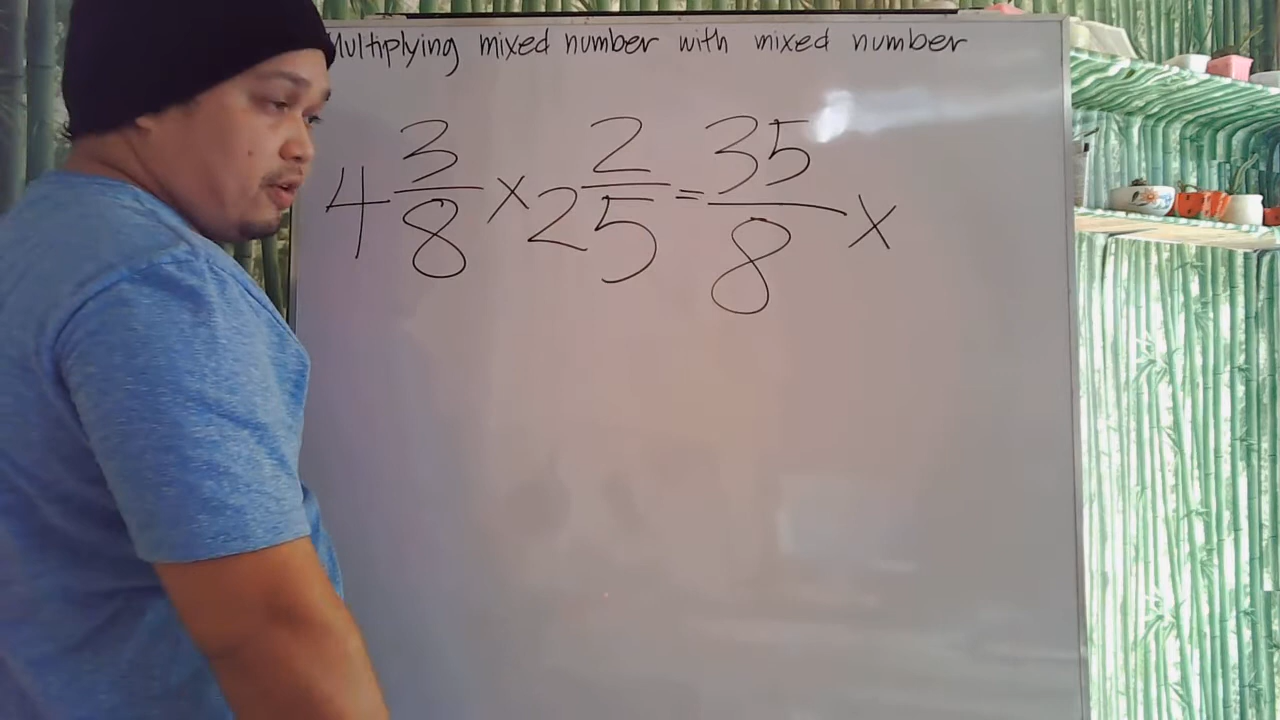 Multiplying mixed number with mixed number
4 3/8 x 2 2/5 = 35/8 x